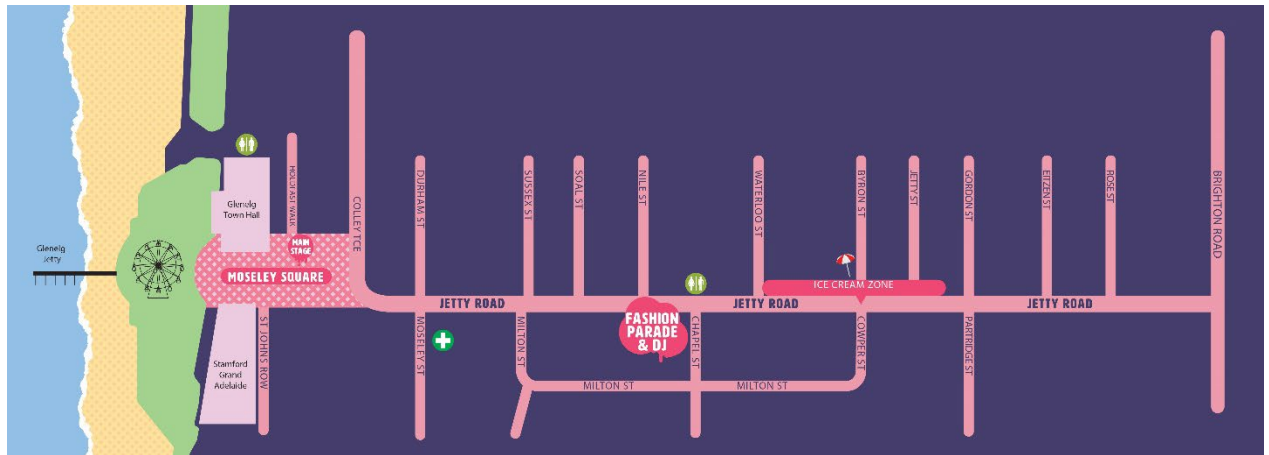 Glenelg
Jetty
Glenelg
Town Hall
HOLDFAST WALK
MAIN
STAGE
MOSELEY SQUARE
Stamford
Grand
Adelaide
ST JOHNS ROW
COLLEY TCE
DURHAM ST
SUSSEX ST
SOAL ST
NILE ST
WATERLOO ST
BYRON ST
JETTY ST
GORDON ST
EITZEN ST
ROSE ST
BRIGHTON ROAD
ICE CREAM ZONE
JETTY ROAD
JETTY ROAD
JETTY ROAD
FASHION
PARADE
& DJ
MOSELEY ST
MILTON ST
CHAPEL ST
COWPER ST
PARTRIDGE ST
MILTON ST
MILTON ST